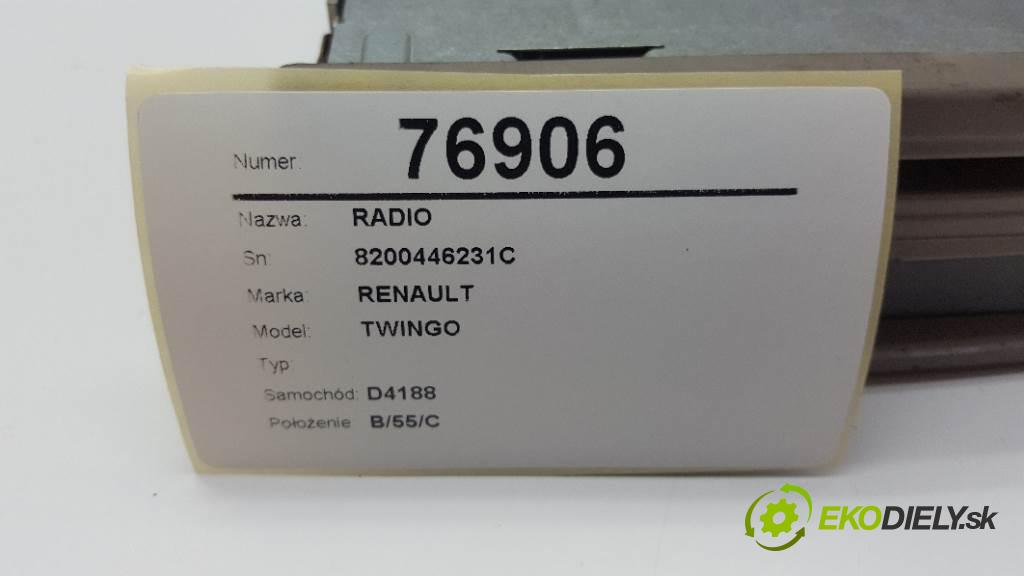 Numer: 76906
Nazwa: RADIO
Sn: 8200446231C
Marka: RENAULT
Model: TWINGO
Typ:
Samochód: D4188
Położenie B/55/C
EKODIELY.sk